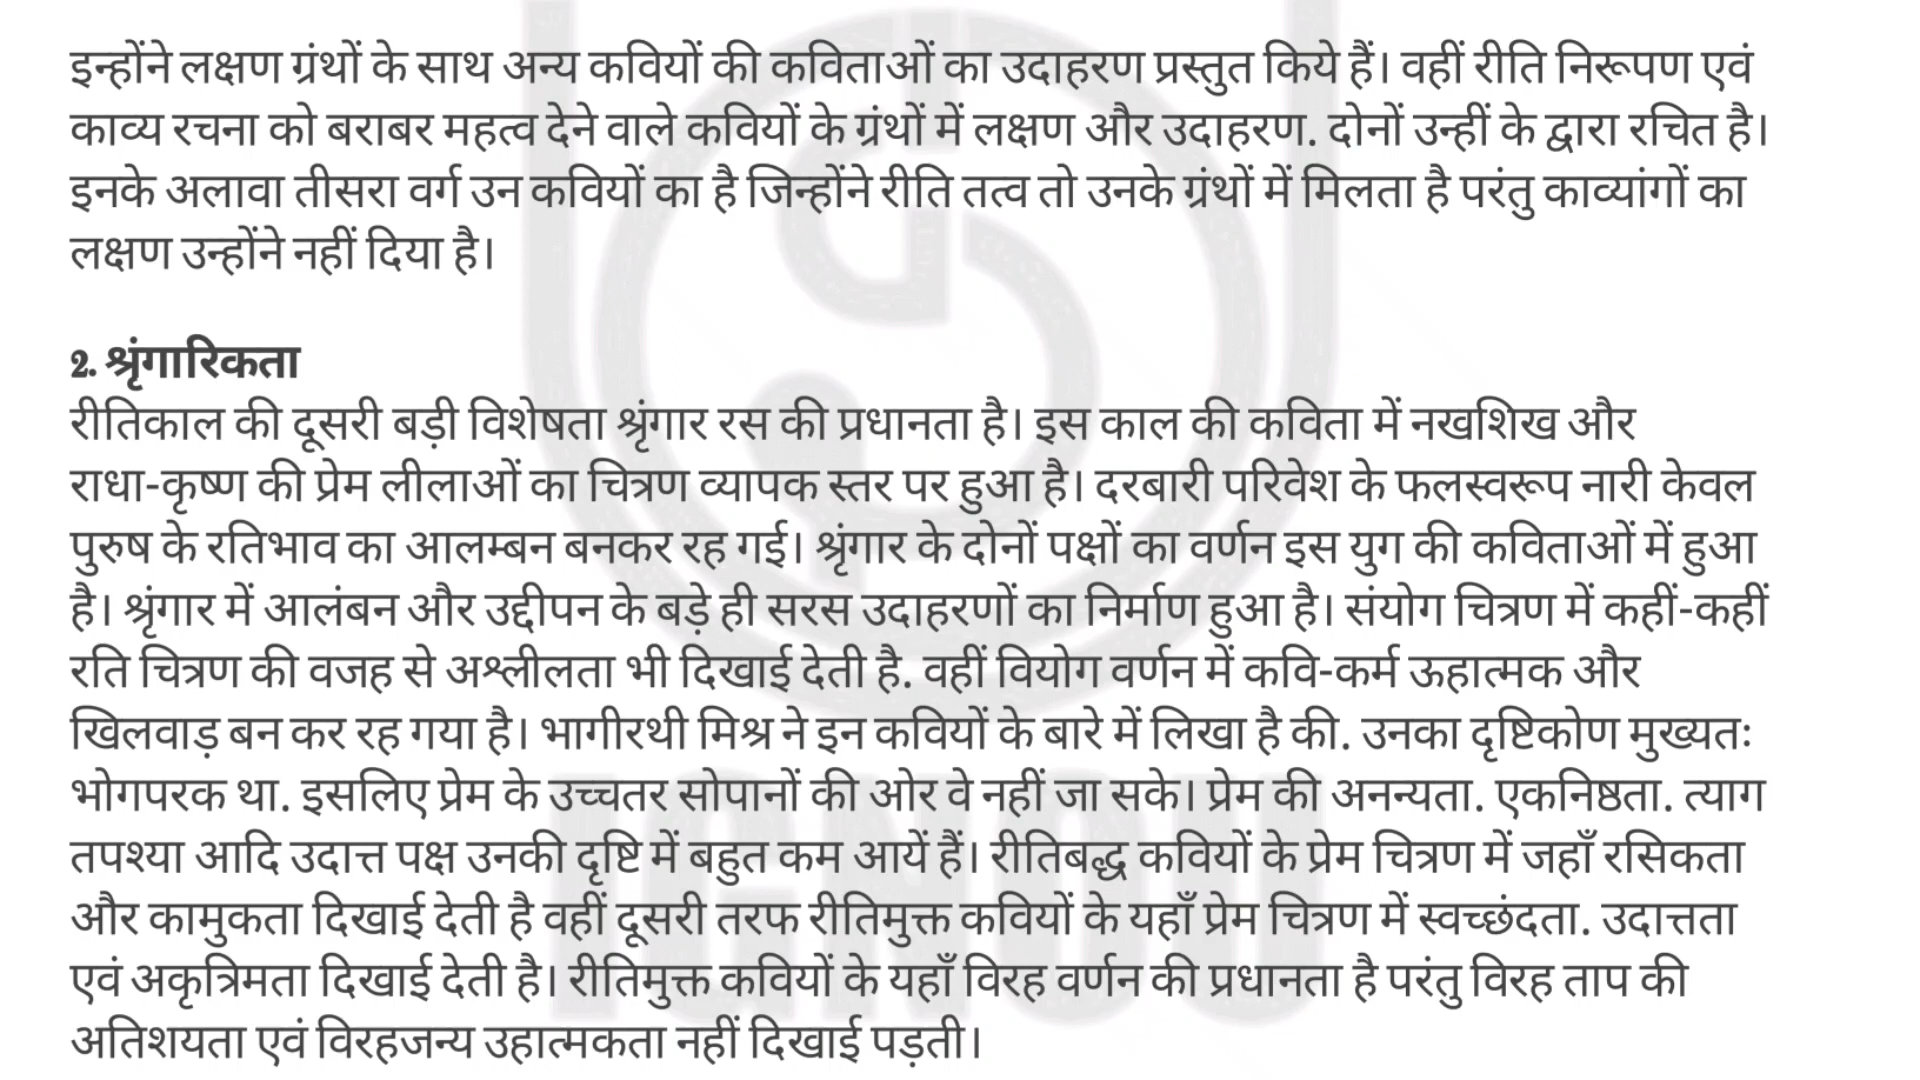 इन्होंने लक्षण ग्रंथों के साथ अन्य कवियों की कविताओं का उदाहरण प्रस्तुत किये हैं। वहीं रीति निरूपण एवं
काव्य रचना को बराबर महत्व देने वाले कवियों के ग्रंथों में लक्षण और उदाहरण. दोनों उन्हीं के द्वारा रचित है।
इनके अलावा तीसरा वर्ग उन कवियों का है जिन्होंने रीति तत्व तो उनके ग्रंथों में मिलता है परंतु काव्यांगों का
लक्षण उन्होंने नहीं दिया है।
2. श्रृंगारिकता
रीतिकाल की दूसरी बड़ी विशेषता श्रृंगार रस की प्रधानता है। इस काल की कविता में नखशिख और
राधा-कृष्ण की प्रेम लीलाओं का चित्रण व्यापक स्तर पर हुआ है। दरबारी परिवेश के फलस्वरूप नारी केवल
पुरुष के रतिभाव का आलम्बन बनकर रह गई। श्रृंगार के दोनों पक्षों का वर्णन इस युग की कविताओं में हुआ
है। श्रृंगार में आलंबन और उद्दीपन के बड़े ही सरस उदाहरणों का निर्माण हुआ है। संयोग चित्रण में कहीं-कहीं
रति चित्रण की वजह से अश्लीलता भी दिखाई देती है. वहीं वियोग वर्णन में कवि-कर्म ऊहात्मक और
खिलवाड़ बन कर रह गया है। भागीरथी मिश्र ने इन कवियों के बारे में लिखा है की. उनका दृष्टिकोण मुख्यतः
भोगपरक था. इसलिए प्रेम के उच्चतर सोपानों की ओर वे नहीं जा सके। प्रेम की अनन्यता. एकनिष्ठता. त्याग
तपश्या आदि उदात्त पक्ष उनकी दृष्टि में बहुत कम आयें हैं। रीतिबद्ध कवियों के प्रेम चित्रण में जहाँ रसिकता
और कामुकता दिखाई देती है वहीं दूसरी तरफ रीतिमुक्त कवियों के यहाँ प्रेम चित्रण में स्वच्छंदता. उदात्तता
एवं अकृत्रिमता दिखाई देती है। रीतिमुक्त कवियों के यहाँ विरह वर्णन की प्रधानता है परंतु विरह ताप की
अतिशयता एवं विरहजन्य उहात्मकता नहीं दिखाई पड़ती।
IGNOU